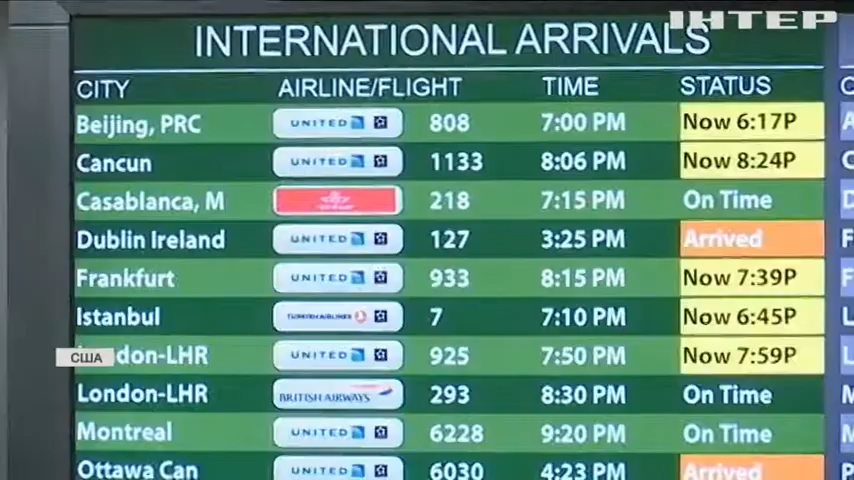 ІНТЕР
INTERNATIONAL ARRIVALS
CITY AIRLINE/FLIGHT TIME STATUS
Beijing, PRC UNITED 808 7:00 PM Now 6:17P
Cancun UNITED 1133 8:06 PM Now 8:24P
Casablanca, M 218 7:15 PM On Time
Dublin Ireland UNITED 127 3:25 PM Arrived
Frankfurt UNITED 933 8:15 PM Now 7:39P
Istanbul TURKISH AIRLINES 7 7:10 PM Now 6:45P
США don-LHR UNITED 925 7:50 PM Now 7:59P
London-LHR BRITISH AIRWAYS 293 8:30 PM On Time
Montreal UNITED 6228 9:20 PM On Time
Ottawa Can UNITED 6030 4:23 PM Arrived